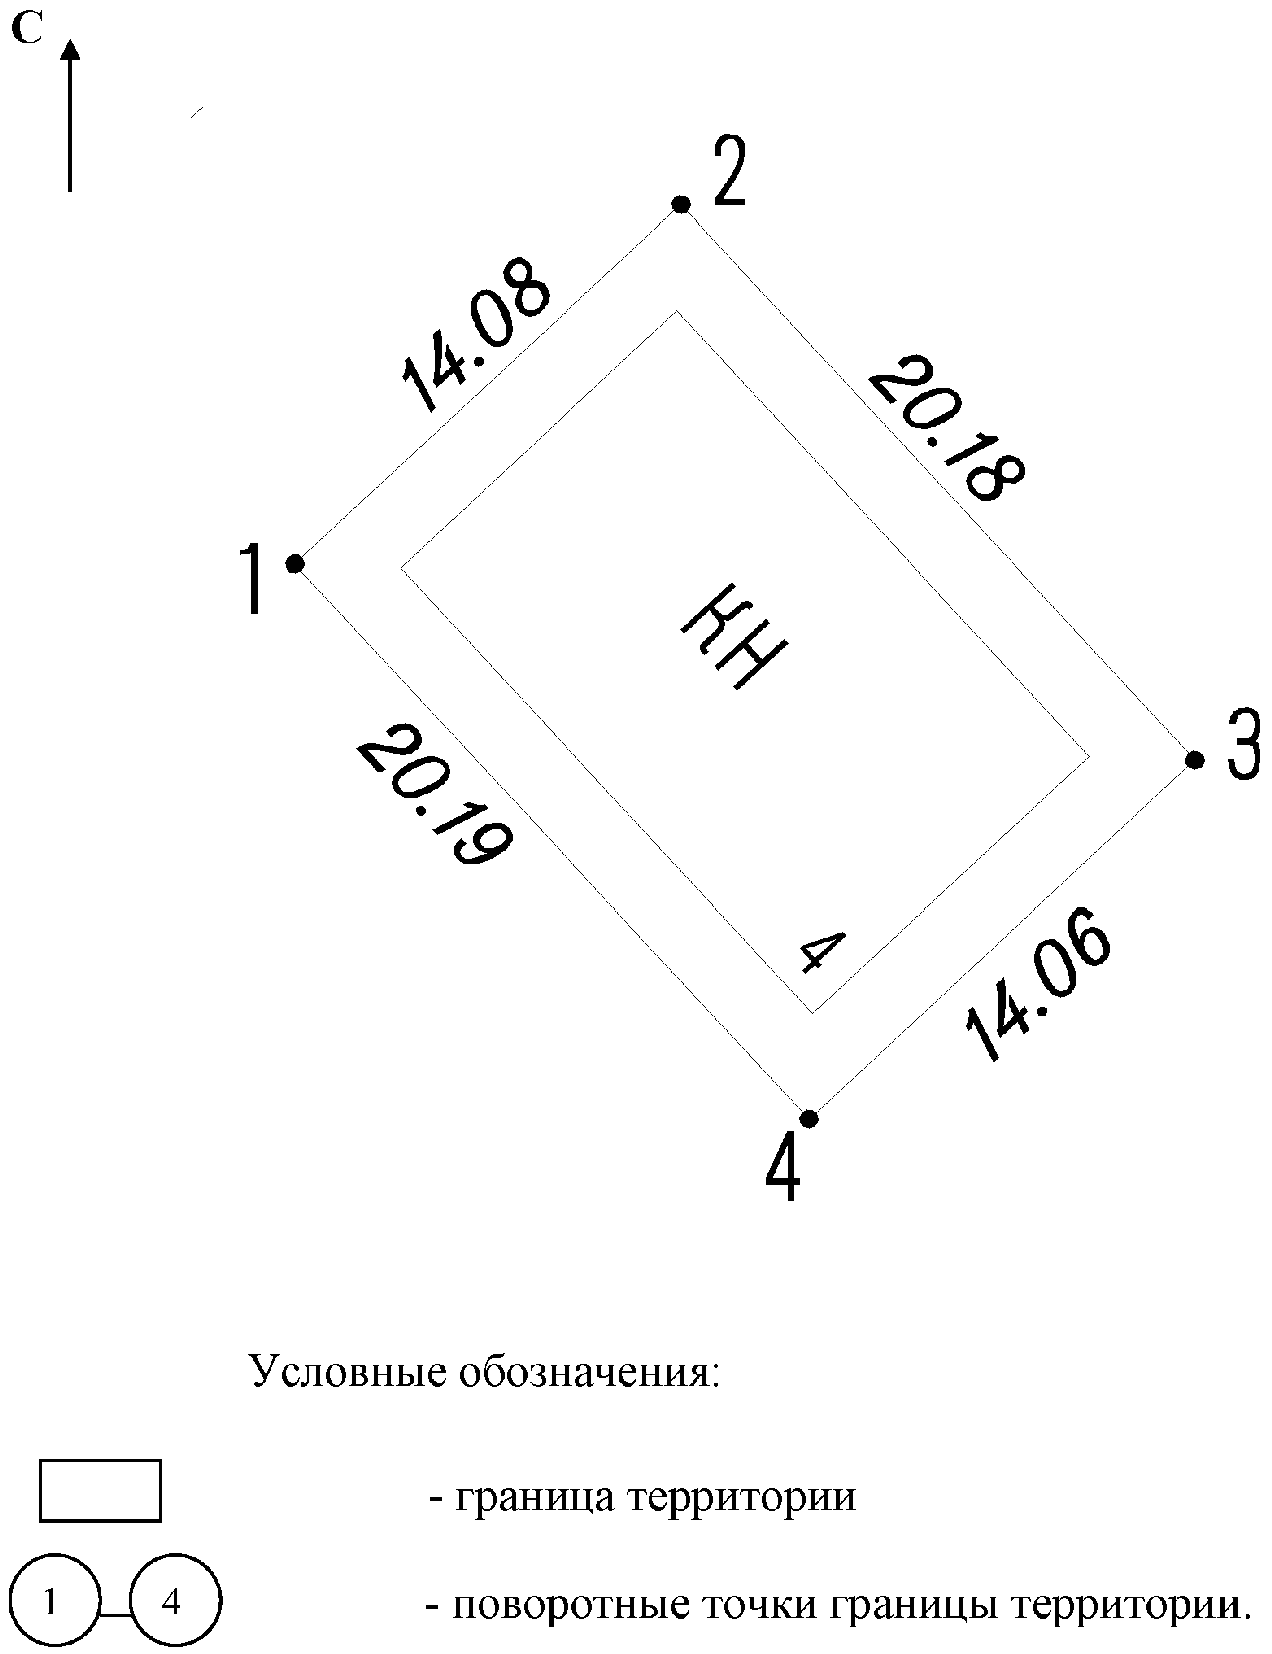 С
2
14.08
20.18
1
КН
20.19
3
4
14.06
4
Условные обозначения:
- граница территории
1 4 - поворотные точки границы территории.